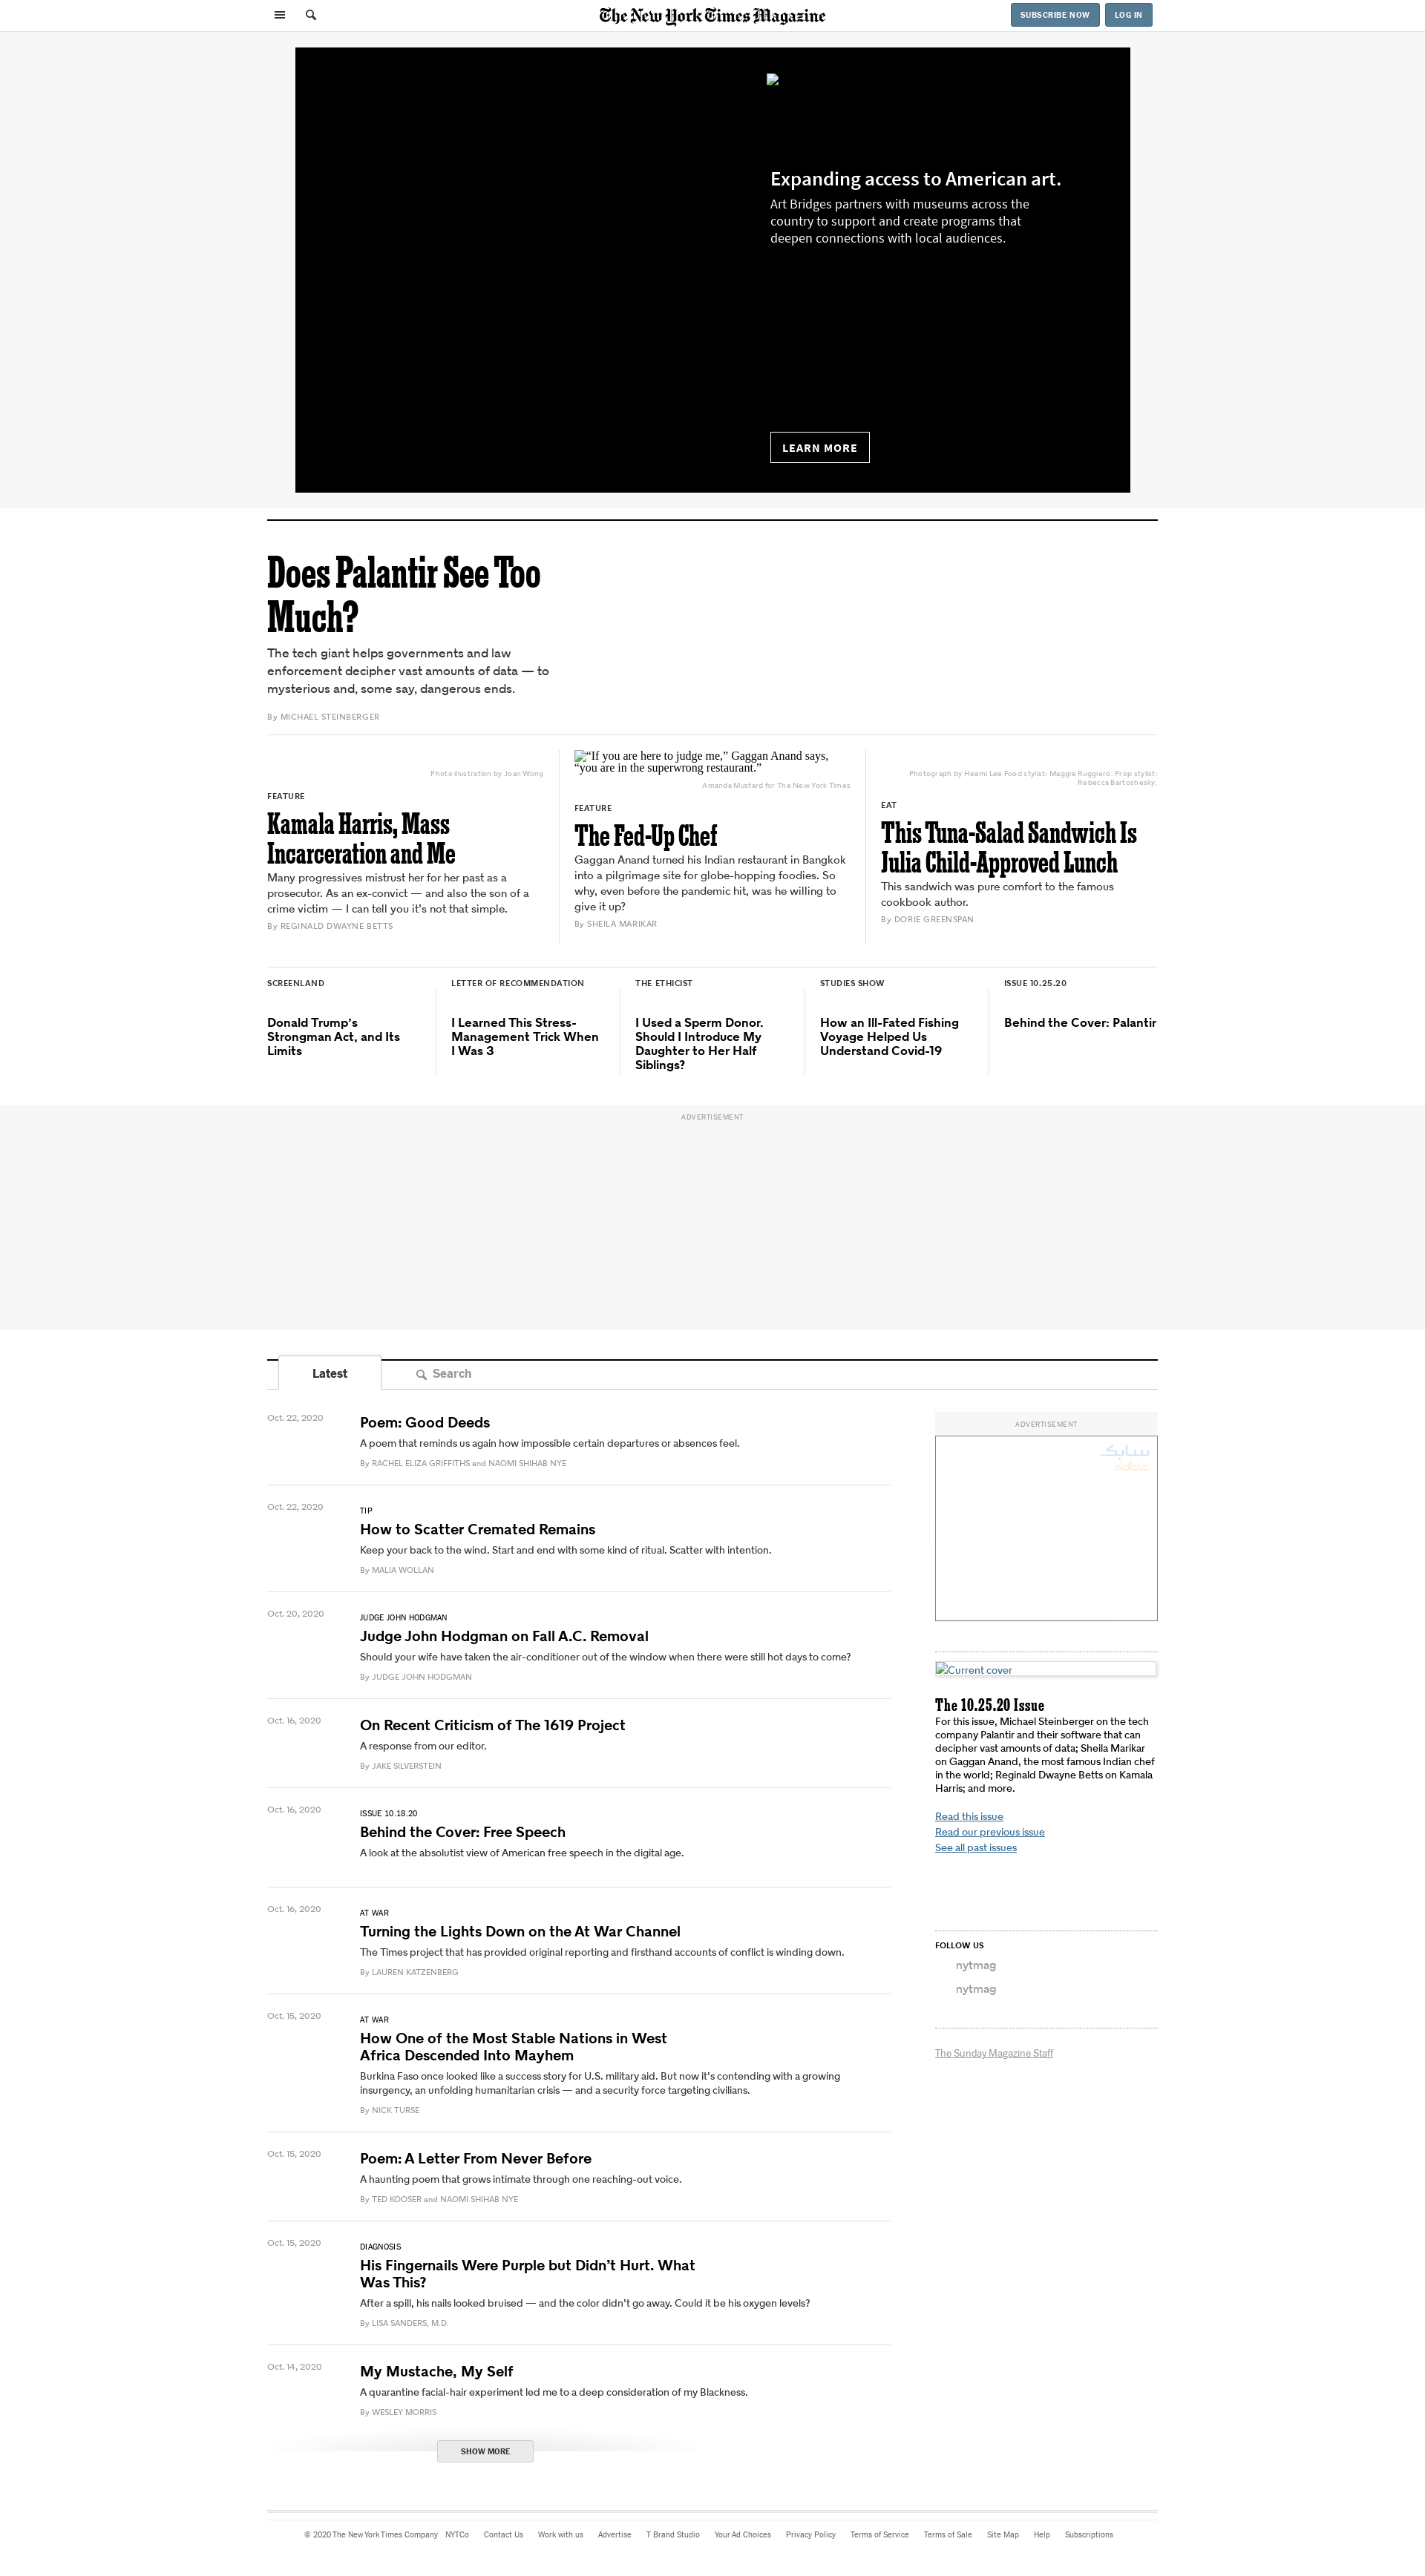 The New York Times Magazine
SUBSCRIBE NOW
LOG IN
Expanding access to American art.
Art Bridges partners with museums across the
country to support and create programs that
deepen connections with local audiences.
LEARN MORE
Does Palantir See Too
Much?
The tech giant helps governments and law
enforcement decipher vast amounts of data — to
mysterious and, some say, dangerous ends.
By MICHAEL STEINBERGER
Photo illustration by Joan Wong
FEATURE
Kamala Harris, Mass
Incarceration and Me
Many progressives mistrust her for her past as a
prosecutor. As an ex-convict — and also the son of a
crime victim — I can tell you it’s not that simple.
By REGINALD DWAYNE BETTS
“If you are here to judge me,” Gaggan Anand says,
“you are in the superwrong restaurant.”
Amanda Mustard for The New York Times
FEATURE
The Fed-Up Chef
Gaggan Anand turned his Indian restaurant in Bangkok
into a pilgrimage site for globe-hopping foodies. So
why, even before the pandemic hit, was he willing to
give it up?
By SHEILA MARIKAR
Photograph by Heami Lee Food stylist: Maggie Ruggiero. Prop stylist:
Rebecca Bartoshesky.
EAT
This Tuna-Salad Sandwich Is
Julia Child-Approved Lunch
This sandwich was pure comfort to the famous
cookbook author.
By DORIE GREENSPAN
SCREENLAND
Donald Trump’s
Strongman Act, and Its
Limits
LETTER OF RECOMMENDATION
I Learned This Stress-
Management Trick When
I Was 3
THE ETHICIST
I Used a Sperm Donor.
Should I Introduce My
Daughter to Her Half
Siblings?
STUDIES SHOW
How an Ill-Fated Fishing
Voyage Helped Us
Understand Covid-19
ISSUE 10.25.20
Behind the Cover: Palantir
ADVERTISEMENT
Latest
Search
Oct. 22, 2020
Poem: Good Deeds
A poem that reminds us again how impossible certain departures or absences feel.
By RACHEL ELIZA GRIFFITHS and NAOMI SHIHAB NYE
Oct. 22, 2020
TIP
How to Scatter Cremated Remains
Keep your back to the wind. Start and end with some kind of ritual. Scatter with intention.
By MALIA WOLLAN
Oct. 20, 2020
JUDGE JOHN HODGMAN
Judge John Hodgman on Fall A.C. Removal
Should your wife have taken the air-conditioner out of the window when there were still hot days to come?
By JUDGE JOHN HODGMAN
Oct. 16, 2020
On Recent Criticism of The 1619 Project
A response from our editor.
By JAKE SILVERSTEIN
Oct. 16, 2020
ISSUE 10.18.20
Behind the Cover: Free Speech
A look at the absolutist view of American free speech in the digital age.
Oct. 16, 2020
AT WAR
Turning the Lights Down on the At War Channel
The Times project that has provided original reporting and firsthand accounts of conflict is winding down.
By LAUREN KATZENBERG
Oct. 15, 2020
AT WAR
How One of the Most Stable Nations in West
Africa Descended Into Mayhem
Burkina Faso once looked like a success story for U.S. military aid. But now it’s contending with a growing
insurgency, an unfolding humanitarian crisis — and a security force targeting civilians.
By NICK TURSE
Oct. 15, 2020
Poem: A Letter From Never Before
A haunting poem that grows intimate through one reaching-out voice.
By TED KOOSER and NAOMI SHIHAB NYE
Oct. 15, 2020
DIAGNOSIS
His Fingernails Were Purple but Didn’t Hurt. What
Was This?
After a spill, his nails looked bruised — and the color didn’t go away. Could it be his oxygen levels?
By LISA SANDERS, M.D.
Oct. 14, 2020
My Mustache, My Self
A quarantine facial-hair experiment led me to a deep consideration of my Blackness.
By WESLEY MORRIS
SHOW MORE
ADVERTISEMENT
سابک
Current cover
The 10.25.20 Issue
For this issue, Michael Steinberger on the tech
company Palantir and their software that can
decipher vast amounts of data; Sheila Marikar
on Gaggan Anand, the most famous Indian chef
in the world; Reginald Dwayne Betts on Kamala
Harris; and more.
Read this issue
Read our previous issue
See all past issues
FOLLOW US
nytmag
nytmag
The Sunday Magazine Staff
© 2020 The New York Times Company NYTCo Contact Us Work with us Advertise T Brand Studio Your Ad Choices Privacy Policy Terms of Service Terms of Sale Site Map Help Subscriptions